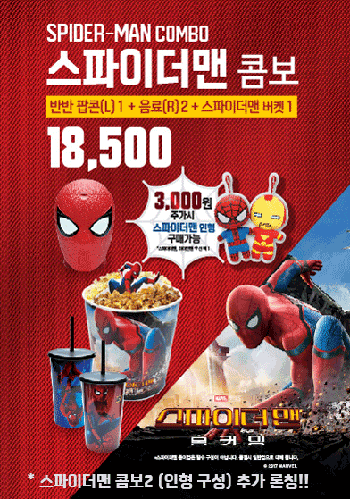 SPIDER-MAN COMBO
스파이더맨 콤보
반반 팝콘(L) 1 + 음료(R) 2 + 스파이더맨 버켓 1
18,500
3,000원
추가시
스파이더맨 인형
구매가능
MARVEL
스파이더맨
홈커밍
© 2017 MARVEL
* 스파이더맨 콤보2 (인형 구성) 추가 론칭!!